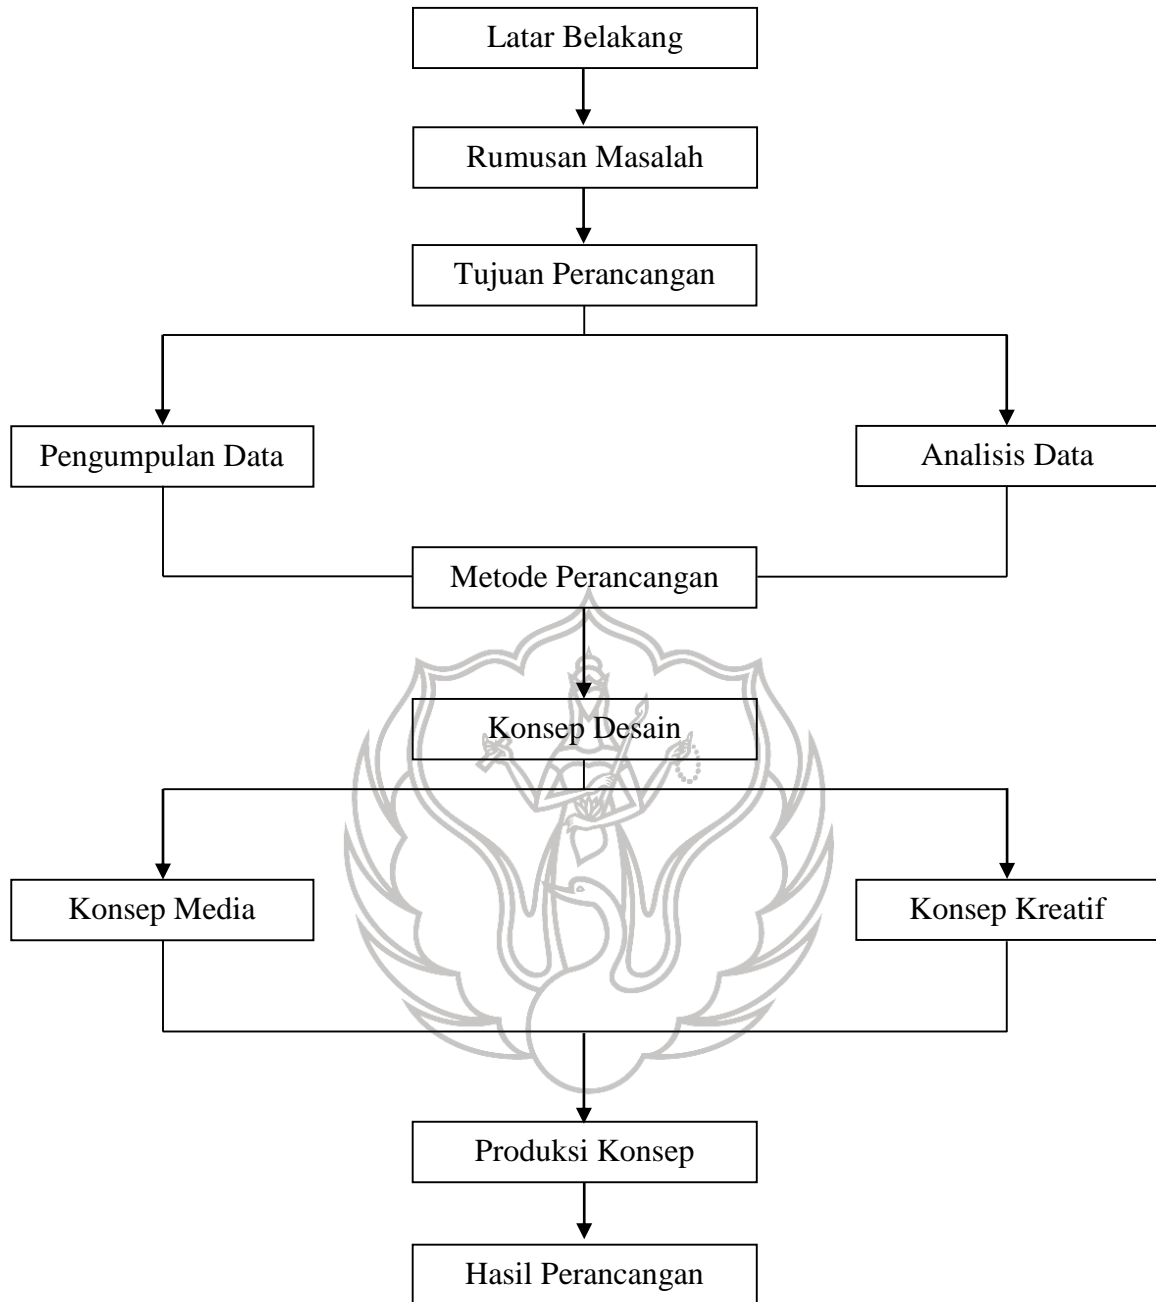 Latar Belakang
Rumusan Masalah
Tujuan Perancangan
Pengumpulan Data
Analisis Data
Metode Perancangan
Konsep Desain
Konsep Media
Konsep Kreatif
Produksi Konsep
Hasil Perancangan